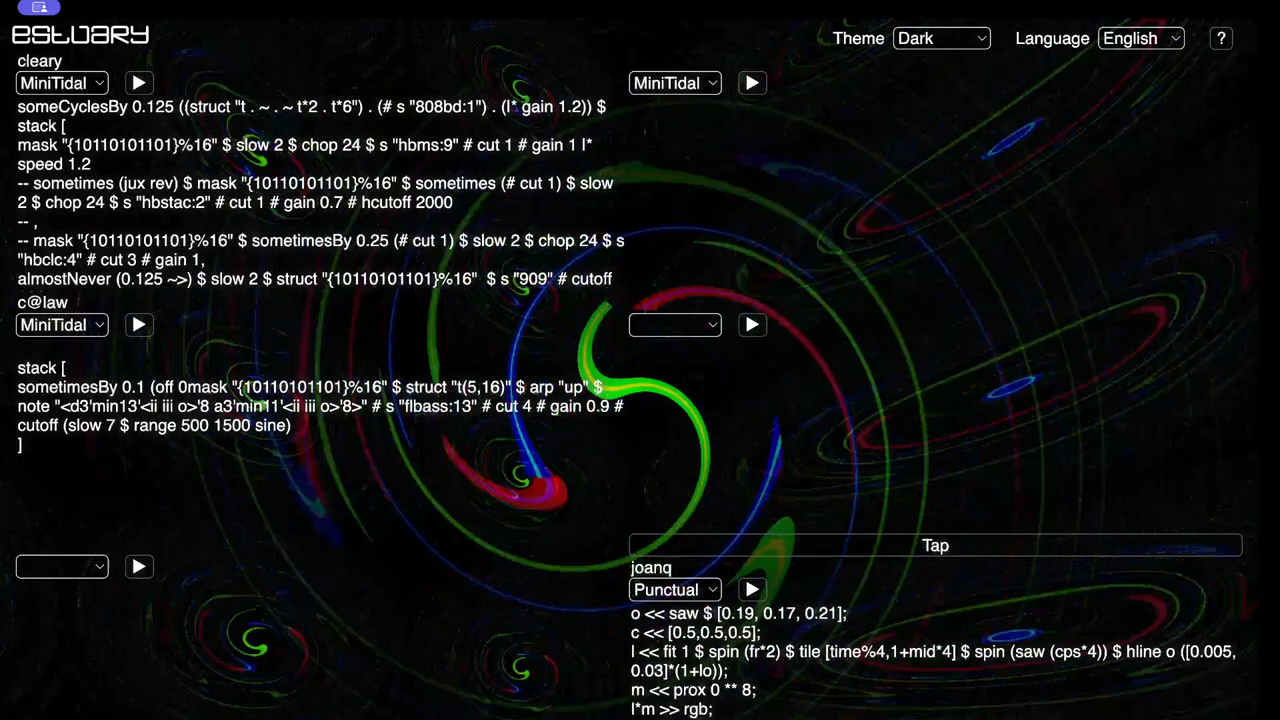 estuary
Theme Dark Language English ?
cleary
MiniTidal
someCyclesBy 0.125 ((struct "t . ~ . ~ t*2 . t*6") . (# s "808bd:1") . (|* gain 1.2)) $
stack [
mask "{10110101101}%16" $ slow 2 $ chop 24 $ s "hbms:9" # cut 1 # gain 1 |*
speed 1.2
-- sometimes (jux rev) $ mask "{10110101101}%16" $ sometimes (# cut 1) $ slow
2 $ chop 24 $ s "hbstac:2" # cut 1 # gain 0.7 # hcutoff 2000
-- ,
-- mask "{10110101101}%16" $ sometimesBy 0.25 (# cut 1) $ slow 2 $ chop 24 $ s
"hbclc:4" # cut 3 # gain 1,
almostNever (0.125 ~>) $ slow 2 $ struct "{10110101101}%16"  $ s "909" # cutoff
MiniTidal
c@law
MiniTidal
stack [
sometimesBy 0.1 (off 0mask "{10110101101}%16" $ struct "t(5,16)" $ arp "up" $
note "<d3'min13'<ii iii o>'8 a3'min11'<ii iii o>'8>" # s "flbass:13" # cut 4 # gain 0.9 #
cutoff (slow 7 $ range 500 1500 sine)
]
Tap
joanq
Punctual
o << saw $ [0.19, 0.17, 0.21];
c << [0.5,0.5,0.5];
l << fit 1 $ spin (fr*2) $ tile [time%4,1+mid*4] $ spin (saw (cps*4)) $ hline o ([0.005,
0.03]*(1+lo));
m << prox 0 ** 8;
l*m >> rgb;